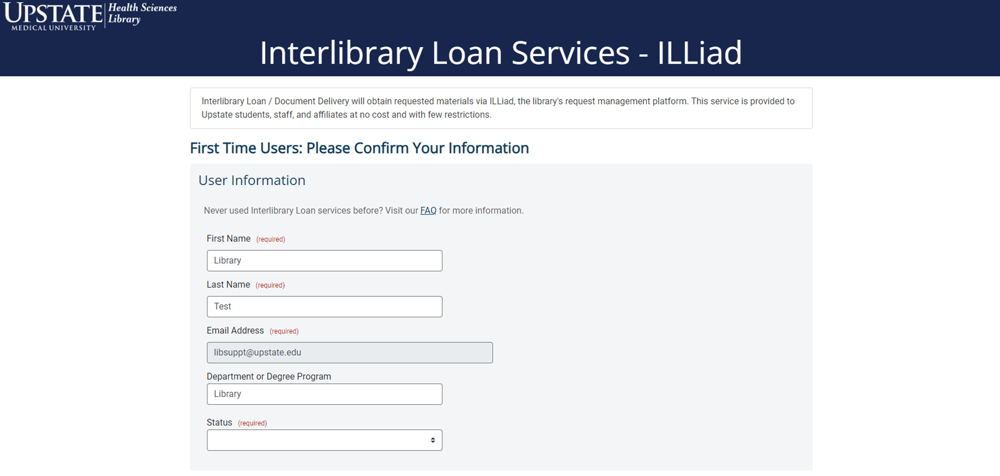 UPSTATE
MEDICAL UNIVERSITY
Health Sciences
Library
Interlibrary Loan Services - ILLiad
Interlibrary Loan / Document Delivery will obtain requested materials via ILLiad, the library's request management platform. This service is provided to
Upstate students, staff, and affiliates at no cost and with few restrictions.
First Time Users: Please Confirm Your Information
User Information
Never used Interlibrary Loan services before? Visit our FAQ for more information.
First Name (required)
Library
Last Name (required)
Test
Email Address (required)
libsuppt@upstate.edu
Department or Degree Program
Library
Status (required)